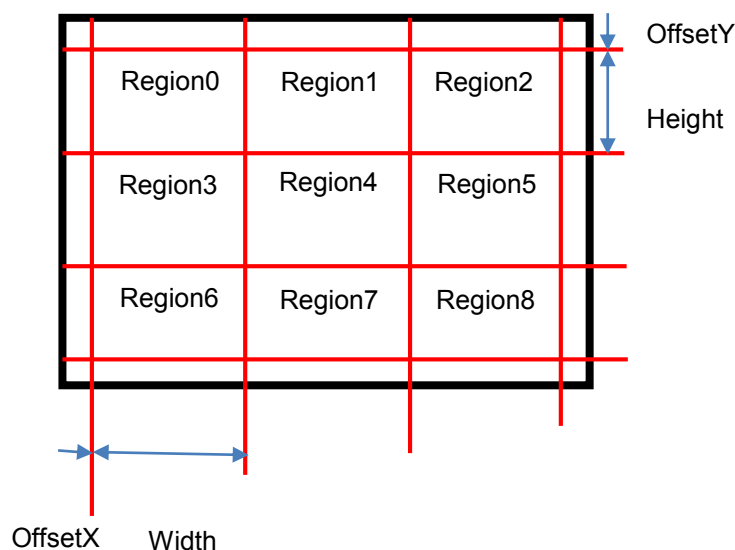 OffsetY
Region0 Region1 Region2
Height
Region3 Region4 Region5
Region6 Region7 Region8
OffsetX Width